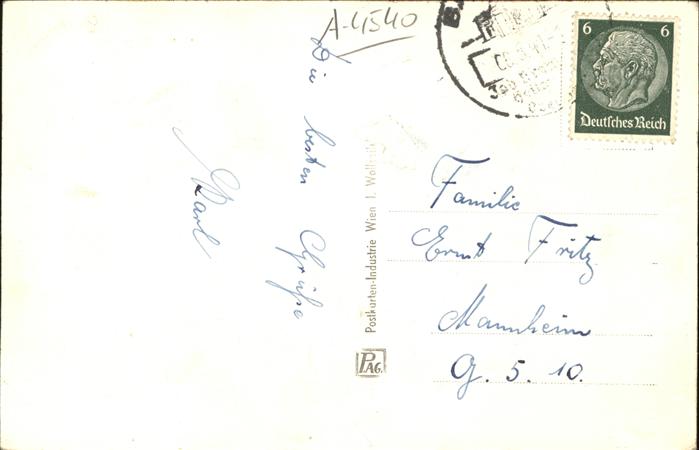 A-4540
6 6
Deutsches Reich
Die besten Grüße
Karl
Postkarten-Industrie Wien I. Wollzeile
PAG.
Familie
Ernst Fritz
Mannheim
G. 5. 10.